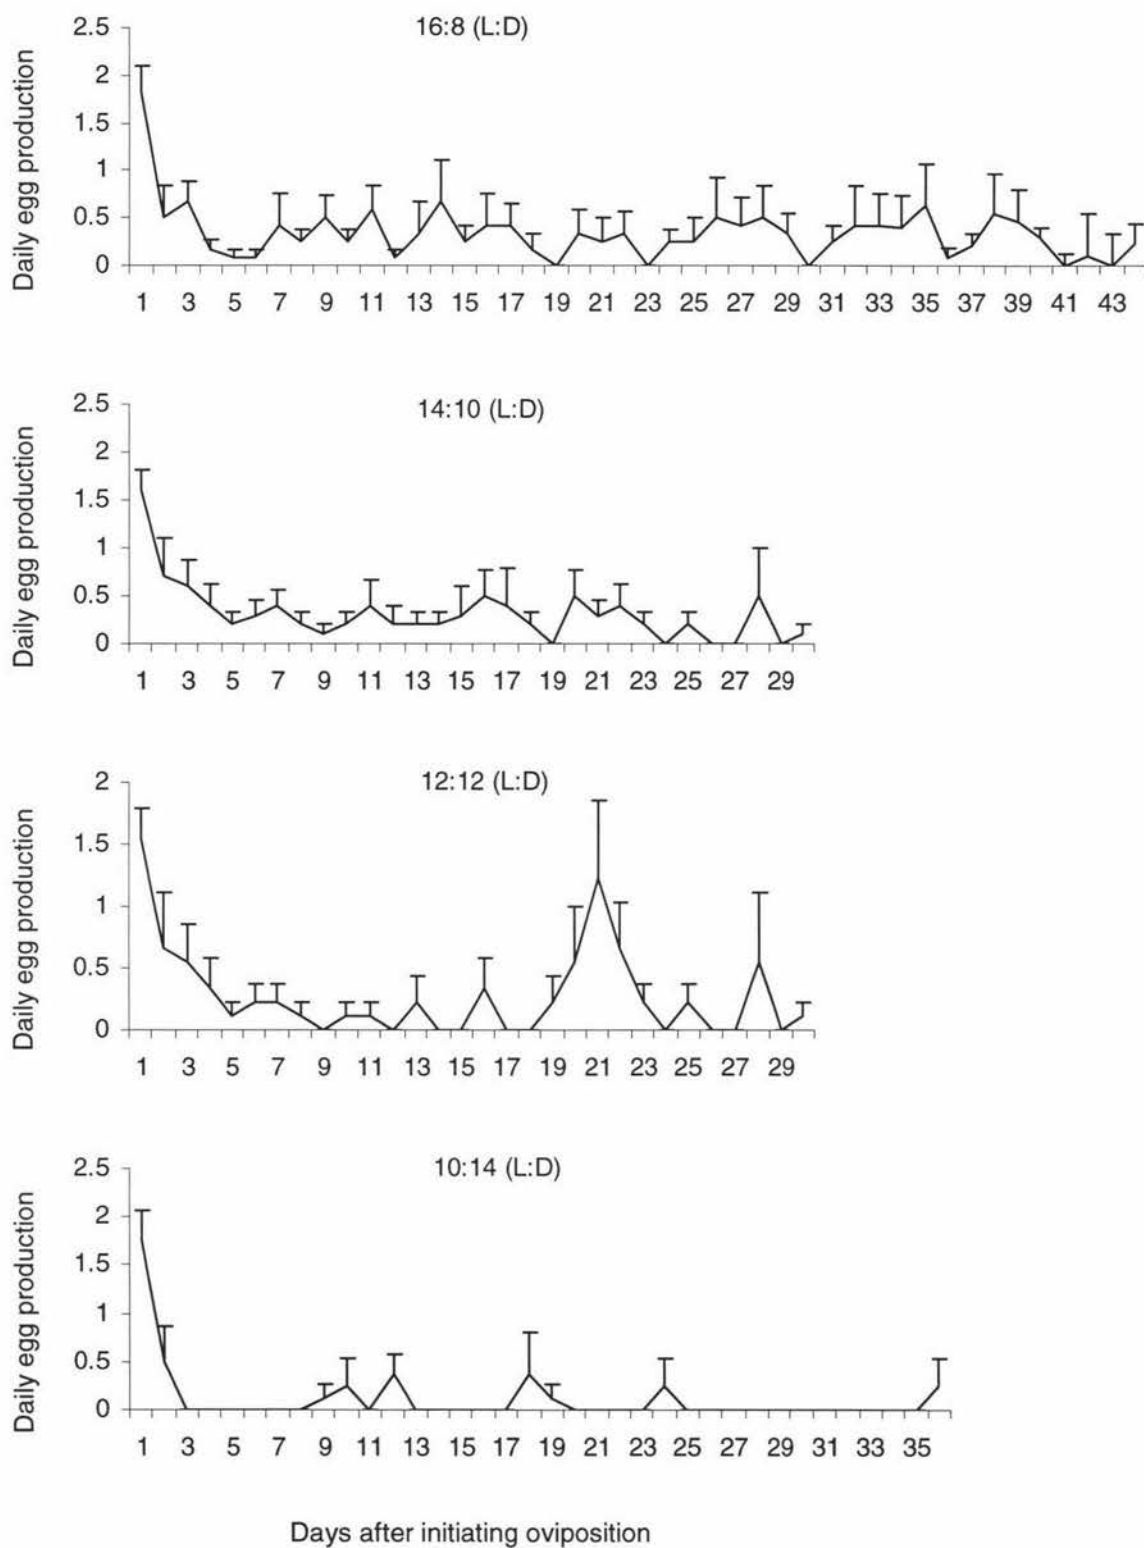 16:8 (L:D)
Daily egg production
2.5
2
1.5
1
0.5
0
1 3 5 7 9 11 13 15 17 19 21 23 25 27 29 31 33 35 37 39 41 43
14:10 (L:D)
Daily egg production
2.5
2
1.5
1
0.5
0
1 3 5 7 9 11 13 15 17 19 21 23 25 27 29
12:12 (L:D)
Daily egg production
2
1.5
1
0.5
0
1 3 5 7 9 11 13 15 17 19 21 23 25 27 29
10:14 (L:D)
Daily egg production
2.5
2
1.5
1
0.5
0
1 3 5 7 9 11 13 15 17 19 21 23 25 27 29 31 33 35
Days after initiating oviposition